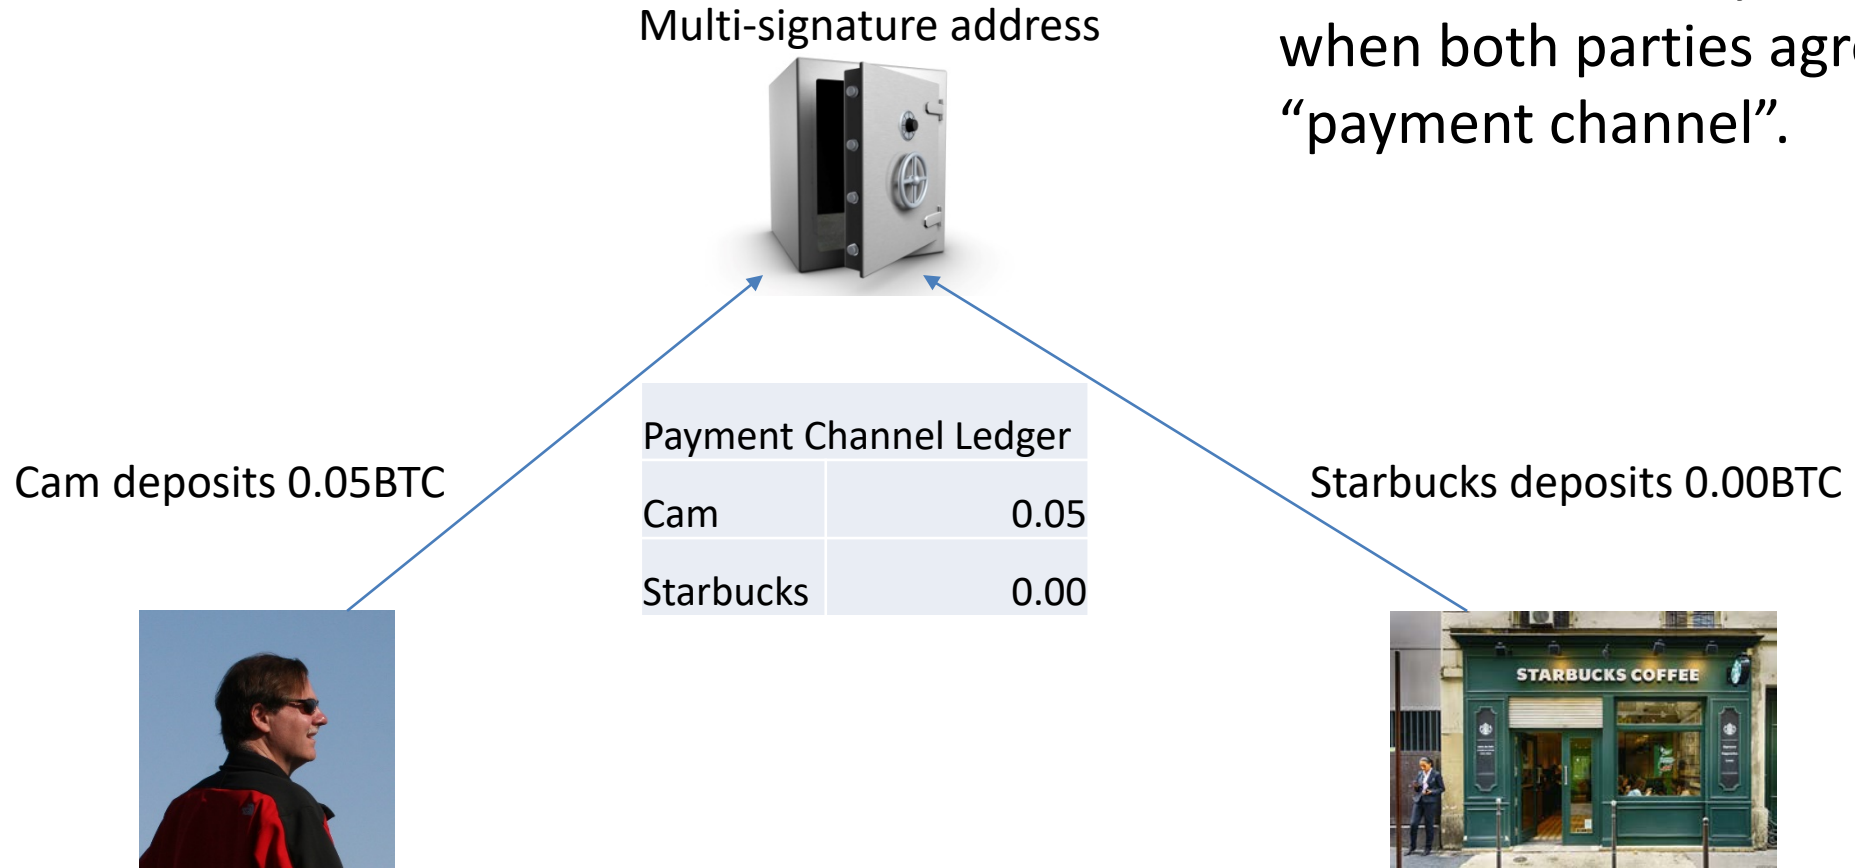 Multi-signature address
when both parties agre
“payment channel”.
Payment Channel Ledger
Cam 0.05
Starbucks 0.00
Cam deposits 0.05BTC
Starbucks deposits 0.00BTC
STARBUCKS COFFEE